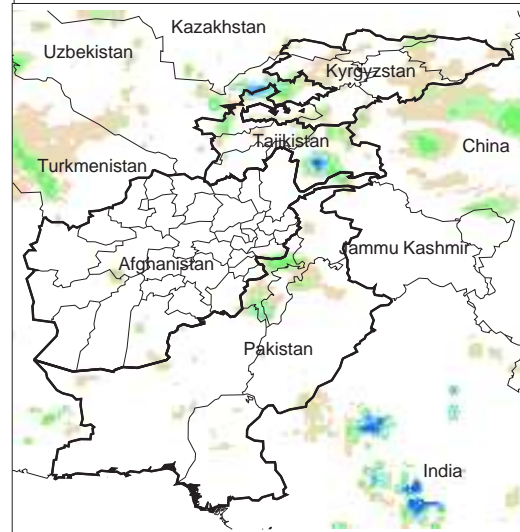 Kazakhstan
Uzbekistan
Kyrgyzstan
Tajikistan
China
Turkmenistan
Jammu Kashmir
Afghanistan
Pakistan
India